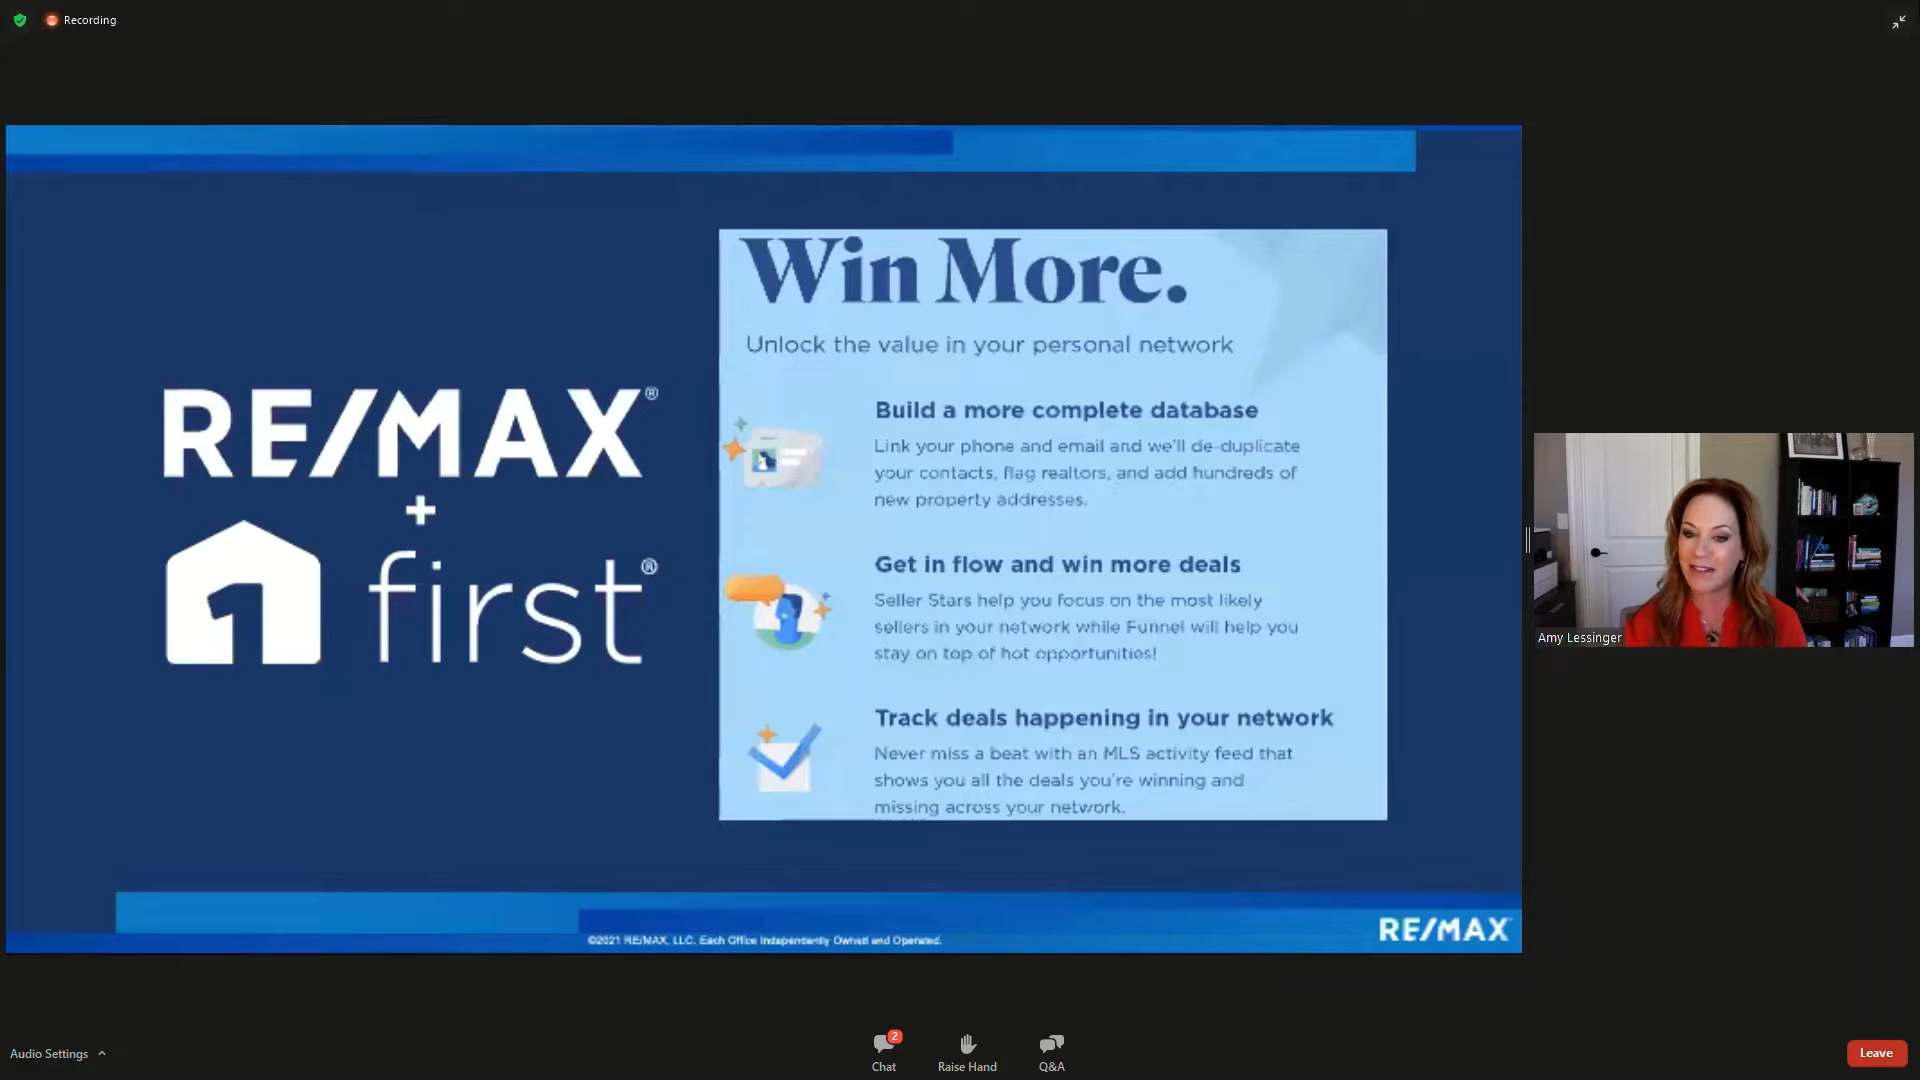 Recording
RE/MAX®
+
1 first®
Win More.
Unlock the value in your personal network
Build a more complete database
Link your phone and email and we'll de-duplicate
your contacts, flag realtors, and add hundreds of
new property addresses.
Get in flow and win more deals
Seller Stars help you focus on the most likely
sellers in your network while Funnel will help you
stay on top of hot opportunities!
Track deals happening in your network
Never miss a beat with an MLS activity feed that
shows you all the deals you're winning and
missing across your network.
©2021 RE/MAX, LLC. Each Office Independently Owned and Operated.
RE/MAX
Amy Lessinger
Audio Settings
2
Chat
Raise Hand
Q&A
Leave